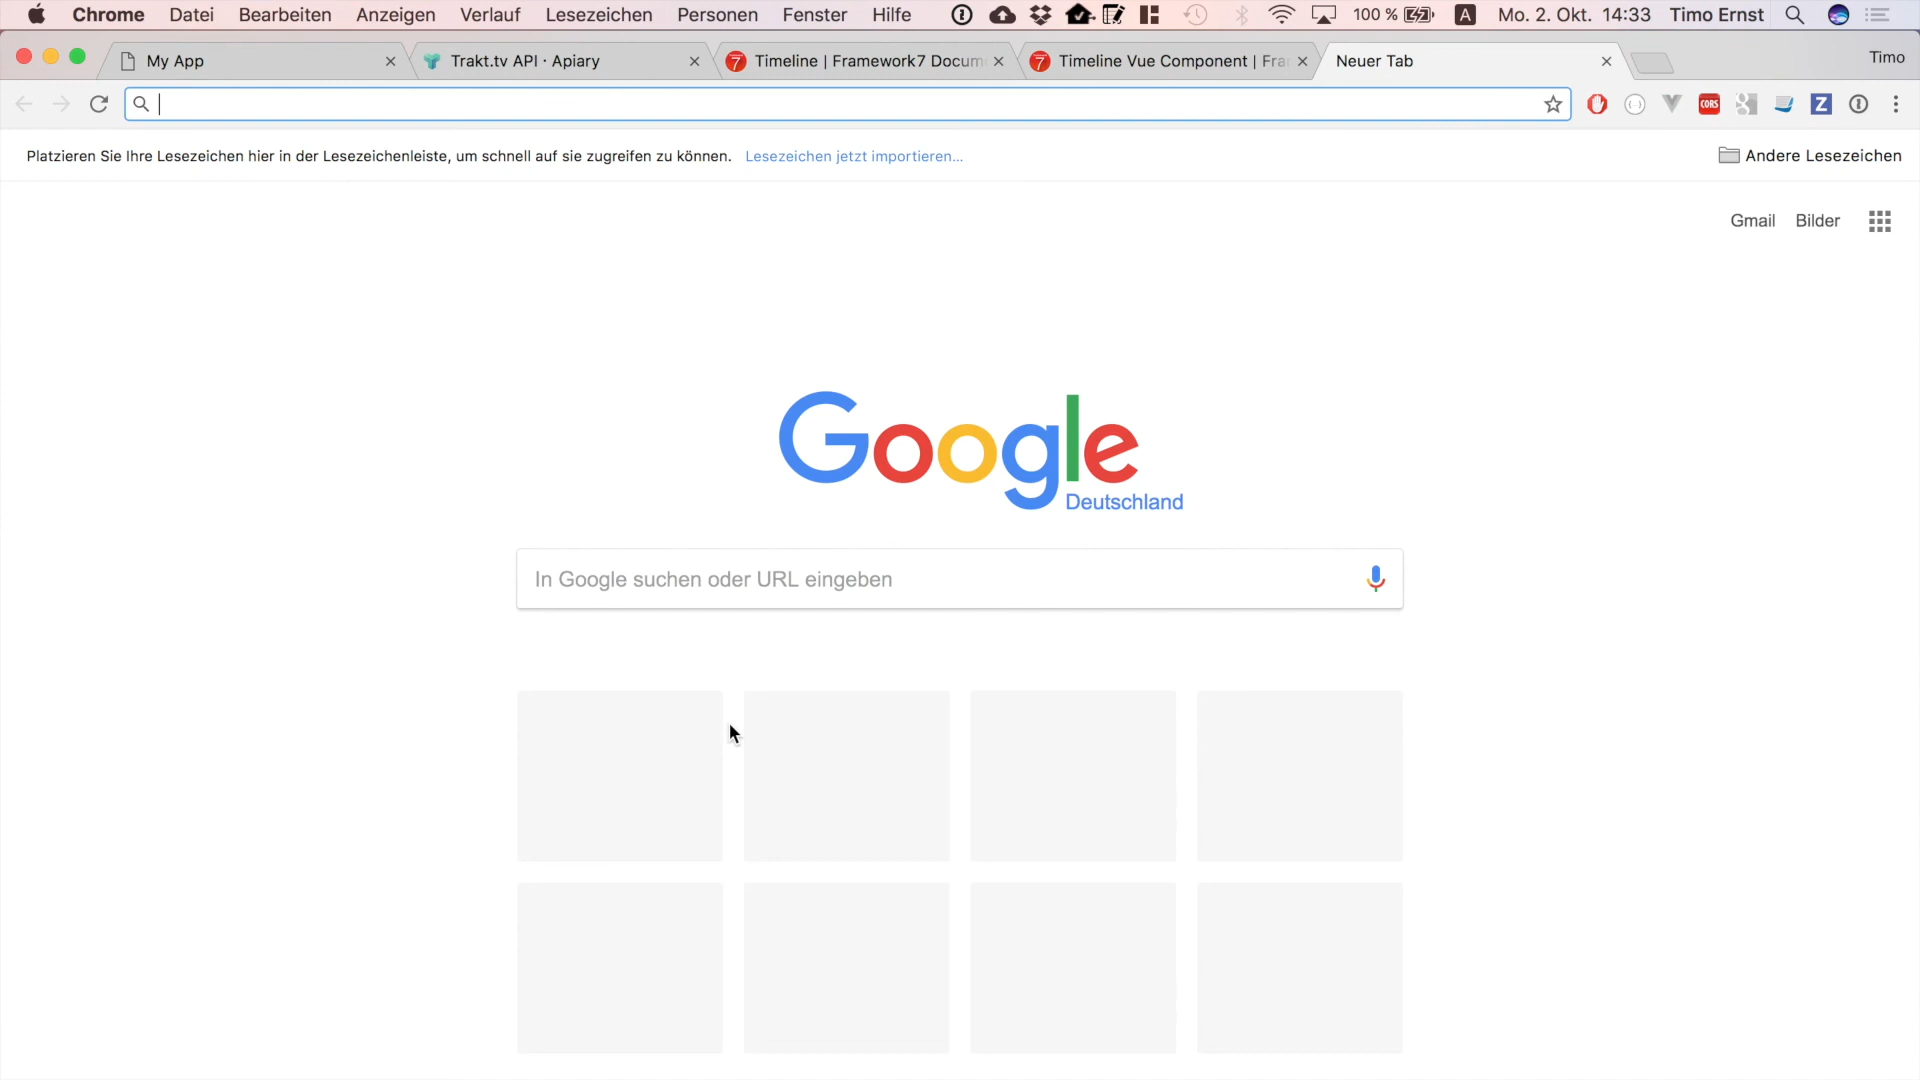 Chrome Datei Bearbeiten Anzeigen Verlauf Lesezeichen Personen Fenster Hilfe 100 % A Mo. 2. Okt. 14:33 Timo Ernst
My App Trakt.tv API · Apiary 7 Timeline | Framework7 Docum 7 Timeline Vue Component | Fra Neuer Tab Timo
CORS Z
Platzieren Sie Ihre Lesezeichen hier in der Lesezeichenleiste, um schnell auf sie zugreifen zu können. Lesezeichen jetzt importieren... Andere Lesezeichen
Gmail Bilder
Google
Deutschland
In Google suchen oder URL eingeben